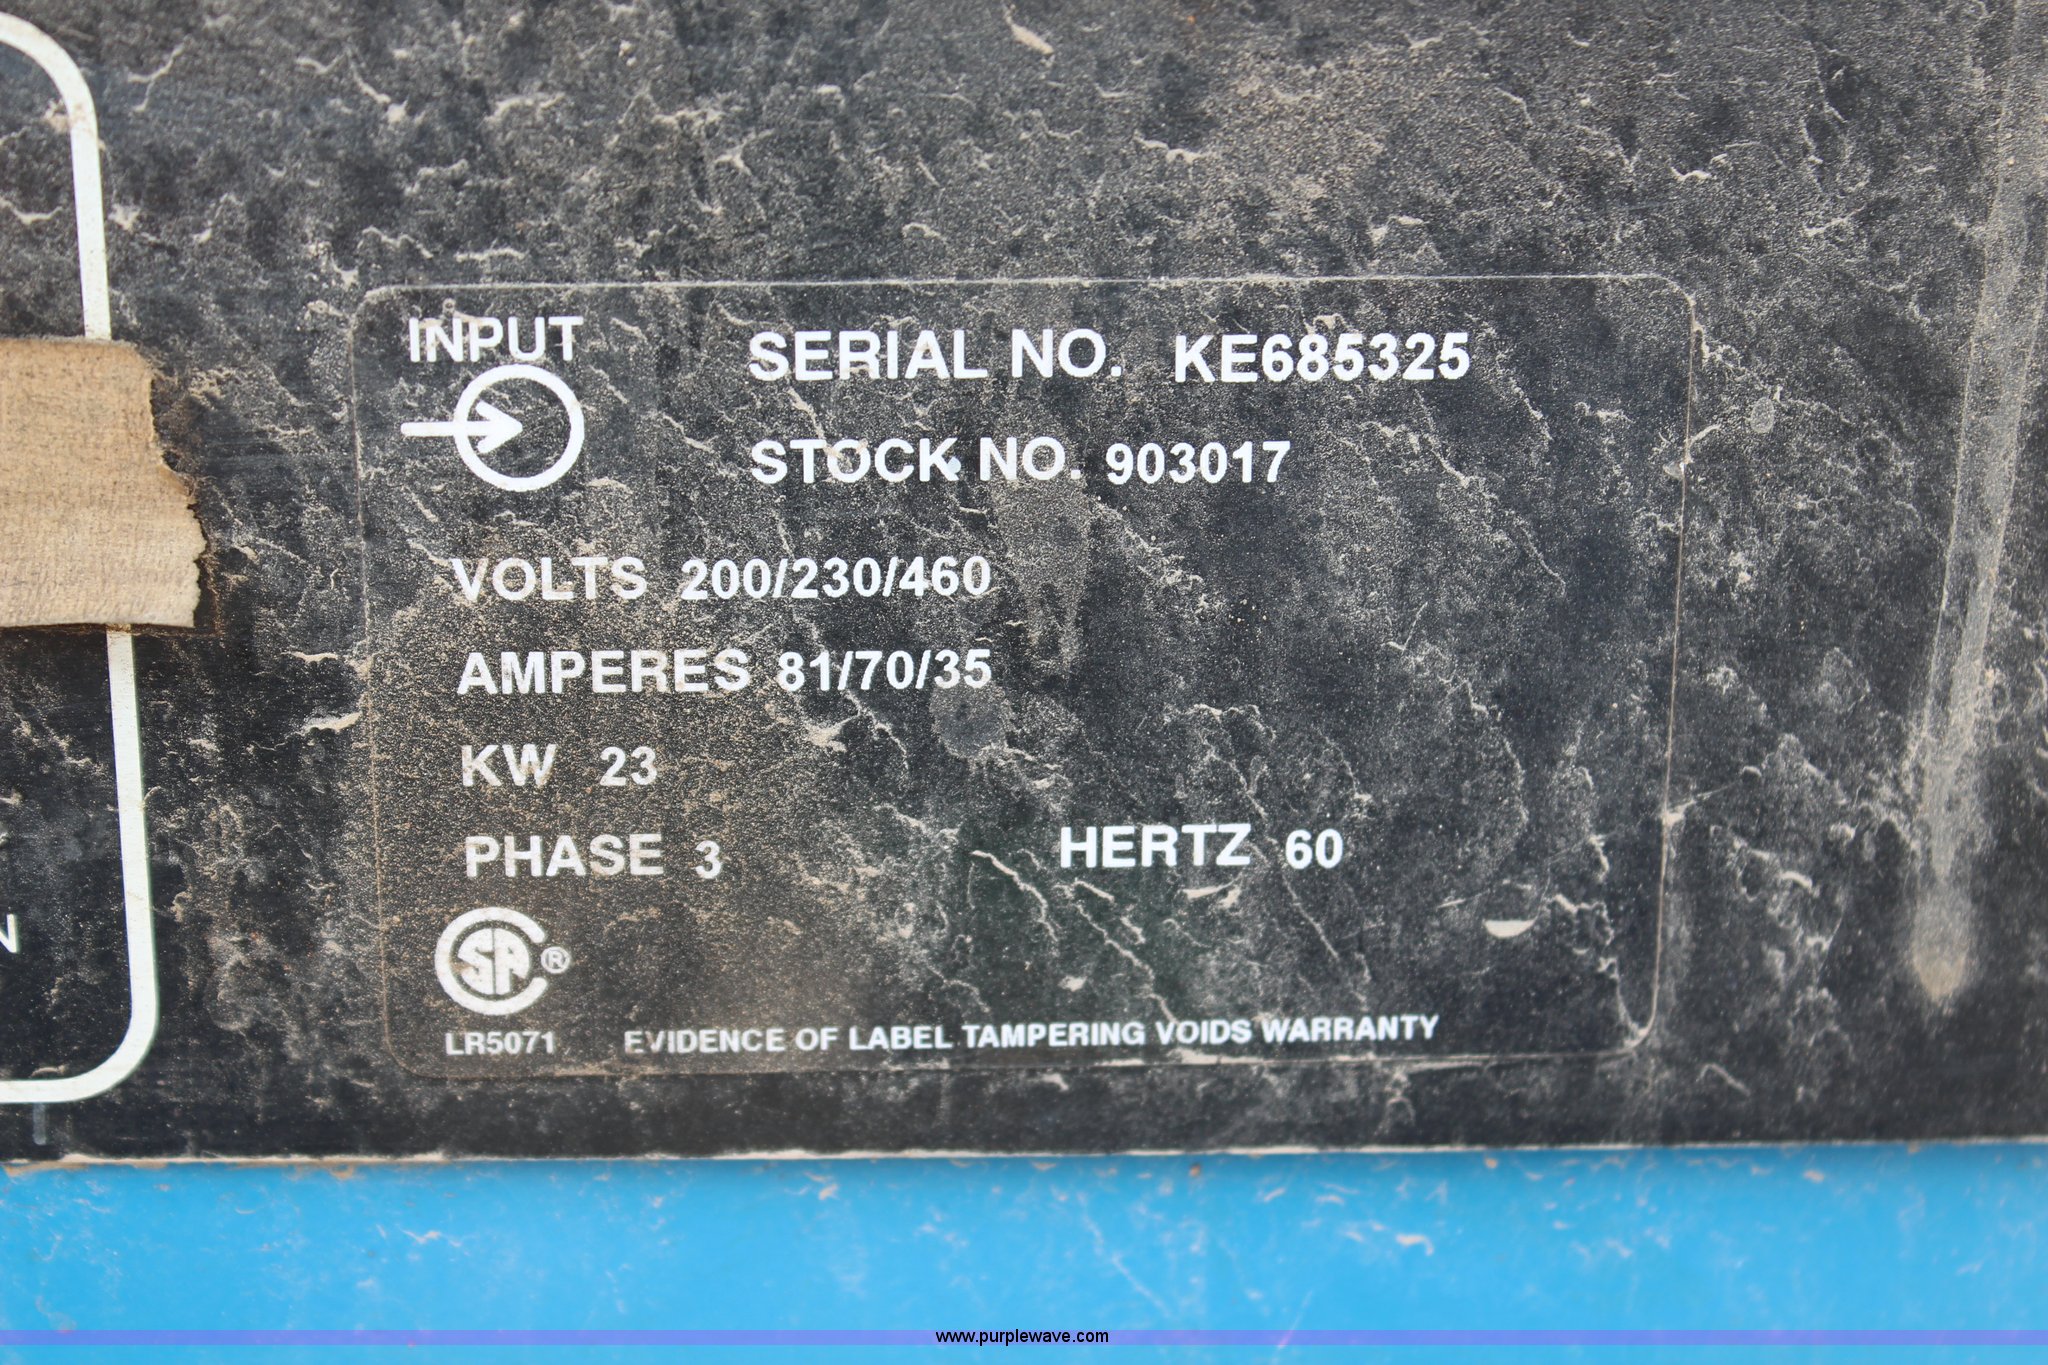 INPUT
SERIAL NO. KE685325
STOCK NO. 903017
VOLTS 200/230/460
AMPERES 81/70/35
KW 23
PHASE 3 HERTZ 60
N
SA ®
LR5071 EVIDENCE OF LABEL TAMPERING VOIDS WARRANTY
www.purplewave.com